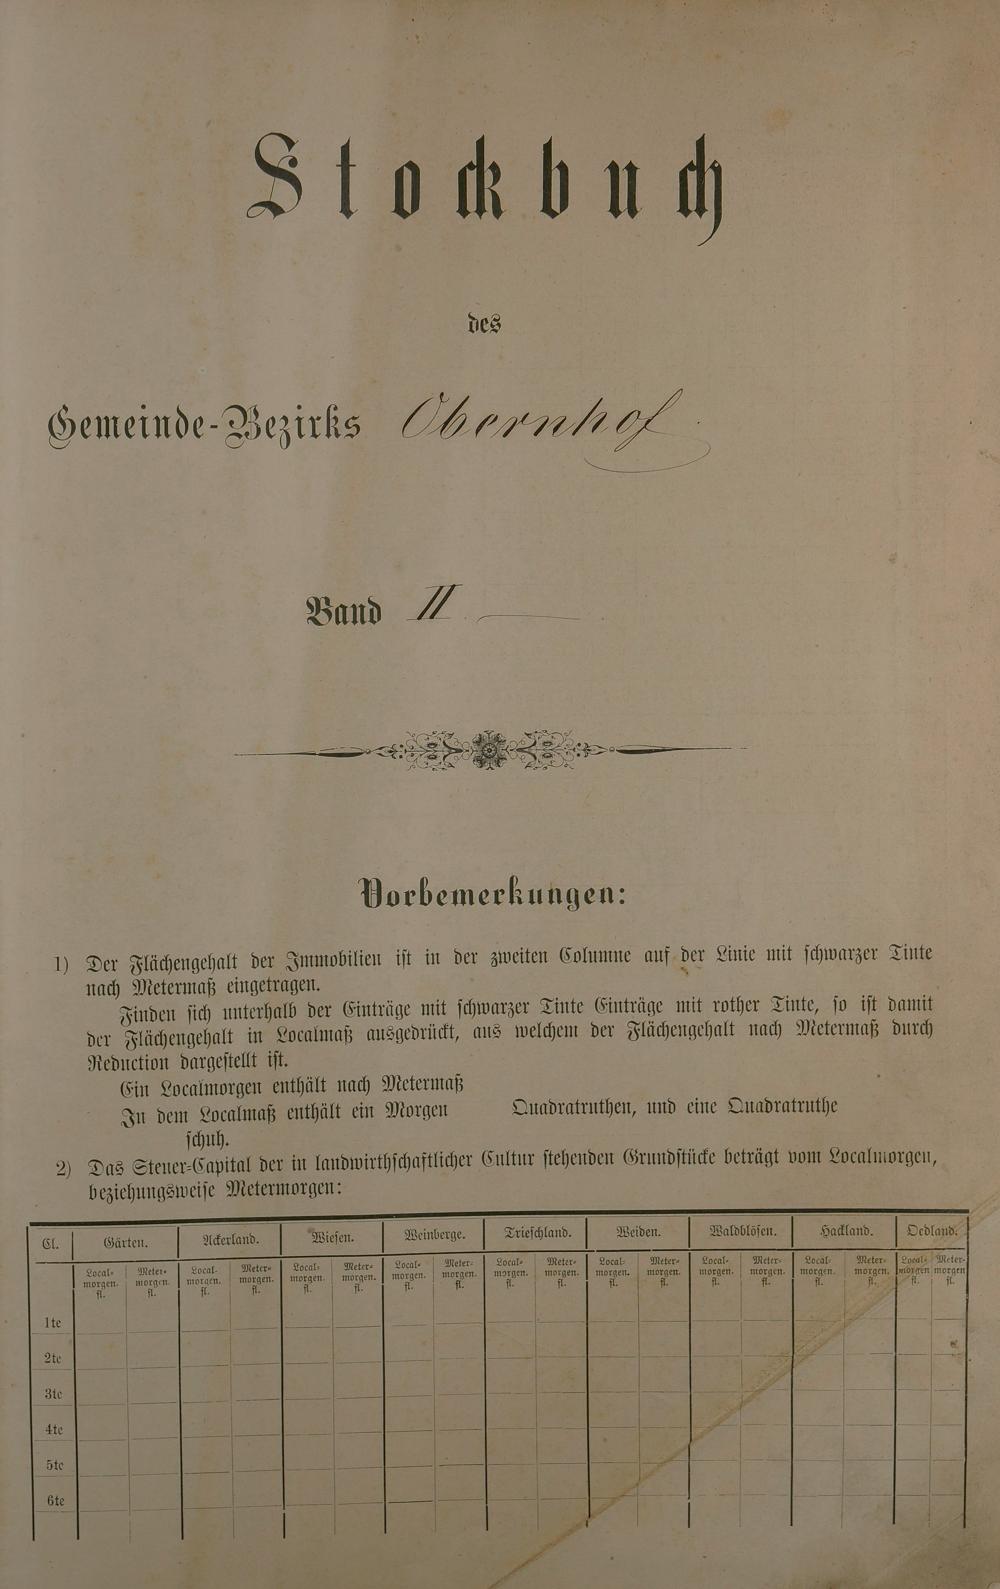 Stockbuch
des
Gemeinde-Bezirks Obernhof
Band II
Vorbemerkungen:
1) Der Flächengehalt der Immobilien ist in der zweiten Columne auf der Linie mit schwarzer Tinte
nach Metermaß eingetragen.
Finden sich unterhalb der Einträge mit schwarzer Tinte Einträge mit rother Tinte, so ist damit
der Flächengehalt in Localmaß ausgedrückt, aus welchem der Flächengehalt nach Metermaß durch
Reduction dargestellt ist.
Ein Localmorgen enthält nach Metermaß
In dem Localmaß enthält ein Morgen Quadratruthen, und eine Quadratruthe
schuh.
2) Das Steuer-Capital der in landwirthschaftlicher Cultur stehenden Grundstücke beträgt vom Localmorgen,
beziehungsweise Metermorgen:
Cl. Gärten. Ackerland. Wiesen. Weinberge. Trieschland. Weiden. Waldblösen. Hackland. Oedland.
Local- Meter- Local- Meter- Local- Meter- Local- Meter- Local- Meter- Local- Meter- Local- Meter- Local- Meter- Local- Meter-
morgen. morgen. morgen. morgen. morgen. morgen. morgen. morgen. morgen. morgen. morgen. morgen. morgen. morgen. morgen. morgen. morgen morgen
fl. fl. fl. fl. fl. fl. fl. fl. fl. fl. fl. fl. fl. fl. fl. fl. fl. fl.
1te
2te
3te
4te
5te
6te